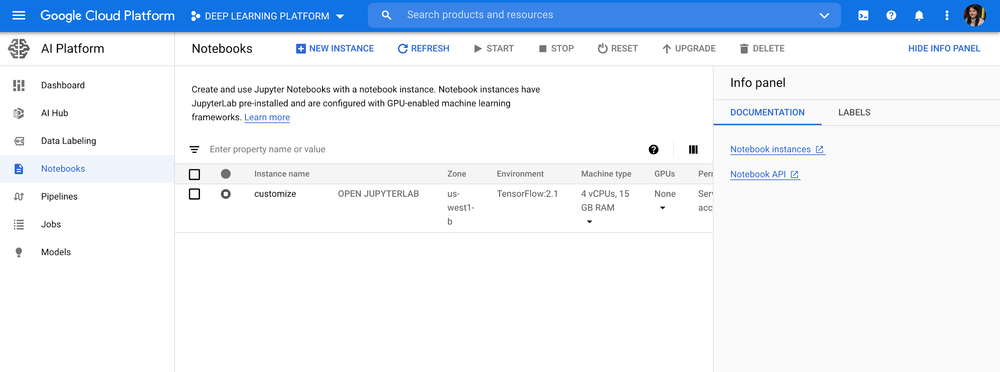 Google Cloud Platform
DEEP LEARNING PLATFORM
Search products and resources
AI Platform
Notebooks
NEW INSTANCE
REFRESH
START
STOP
RESET
UPGRADE
DELETE
HIDE INFO PANEL
Dashboard
AI Hub
Data Labeling
Notebooks
Pipelines
Jobs
Models
Create and use Jupyter Notebooks with a notebook instance. Notebook instances have
JupyterLab pre-installed and are configured with GPU-enabled machine learning
frameworks. Learn more
Enter property name or value
Instance name Zone Environment Machine type GPUs
customize OPEN JUPYTERLAB us- TensorFlow:2.1 4 vCPUs, 15 None
west1- GB RAM
b
Info panel
DOCUMENTATION LABELS
Notebook instances
Notebook API